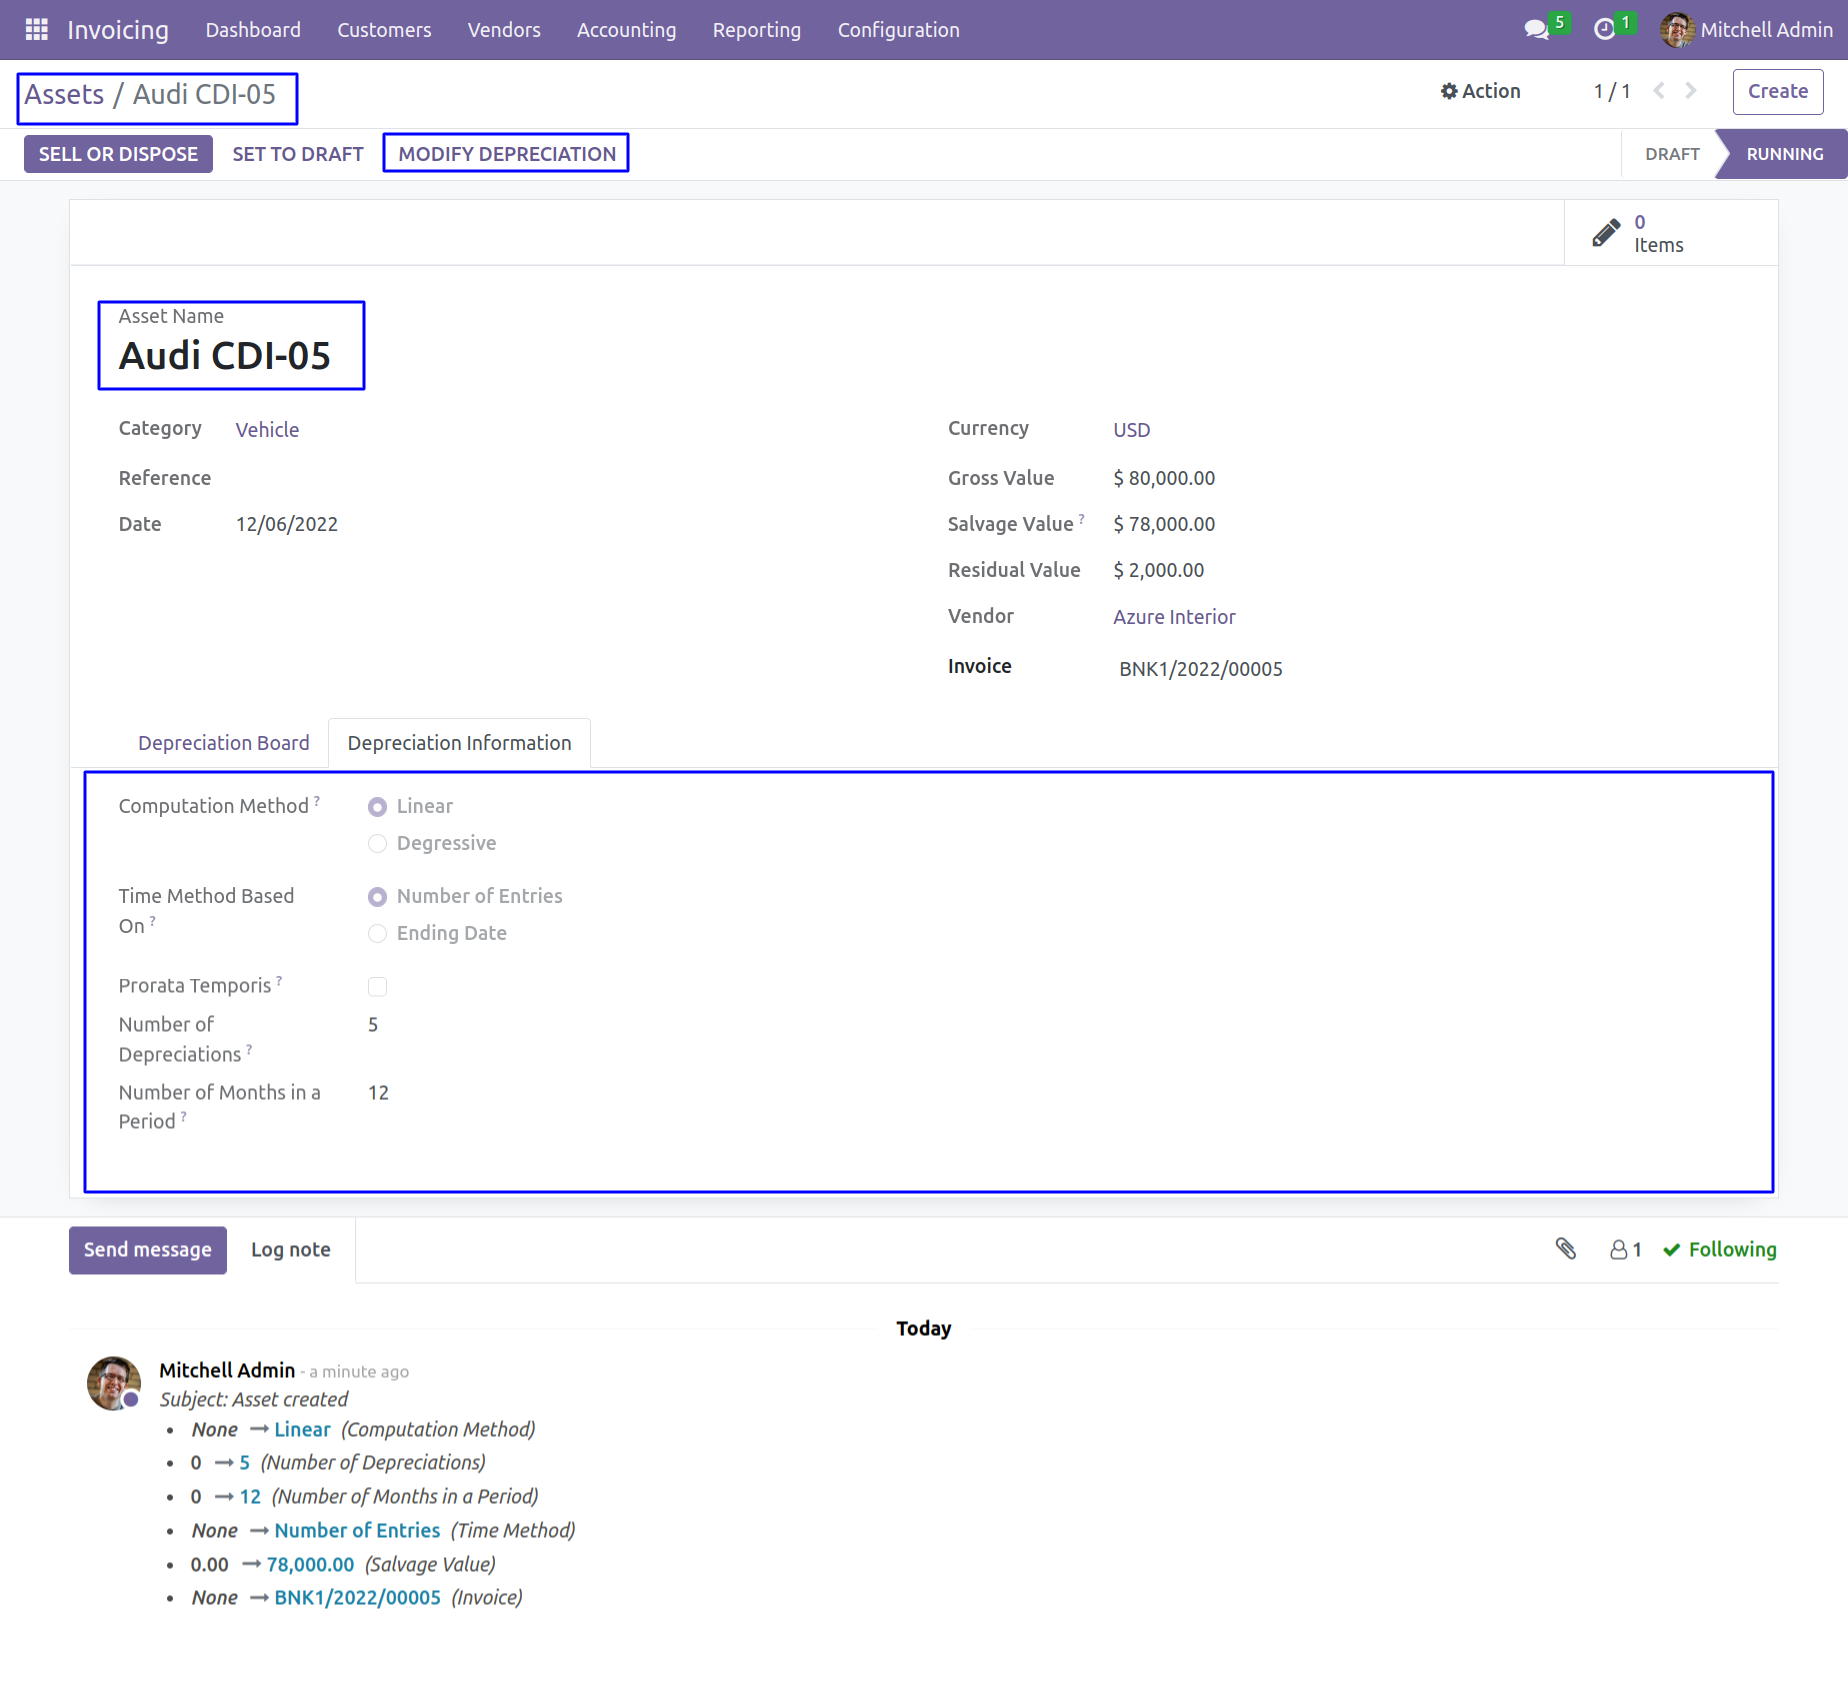 Invoicing Dashboard Customers Vendors Accounting Reporting Configuration 5 1 Mitchell Admin
Assets / Audi CDI-05 Action 1 / 1 Create
SELL OR DISPOSE SET TO DRAFT MODIFY DEPRECIATION DRAFT RUNNING
0
Items
Asset Name
Audi CDI-05
Category Vehicle
Reference
Date 12/06/2022
Currency USD
Gross Value $ 80,000.00
Salvage Value ? $ 78,000.00
Residual Value $ 2,000.00
Vendor Azure Interior
Invoice BNK1/2022/00005
Depreciation Board Depreciation Information
Computation Method ? Linear
Degressive
Time Method Based Number of Entries
On ?
Ending Date
Prorata Temporis ?
Number of 5
Depreciations ?
Number of Months in a 12
Period ?
Send message Log note 1 Following
Today
Mitchell Admin - a minute ago
Subject: Asset created
• None → Linear (Computation Method)
• 0 → 5 (Number of Depreciations)
• 0 → 12 (Number of Months in a Period)
• None → Number of Entries (Time Method)
• 0.00 → 78,000.00 (Salvage Value)
• None → BNK1/2022/00005 (Invoice)